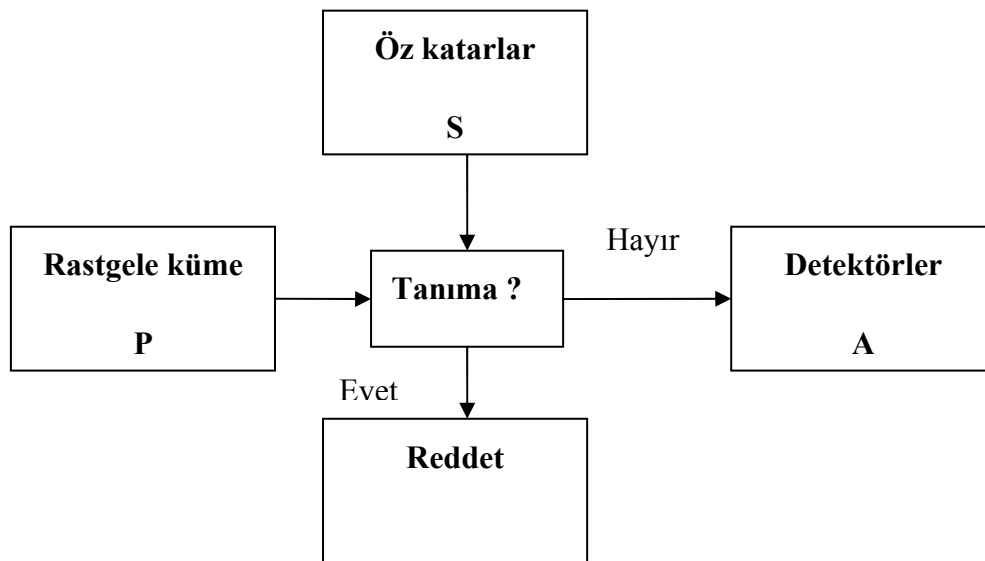 Öz katarlar
S
Hayır
Rastgele küme
P
Tanıma ?
Detektörler
A
Evet
Reddet